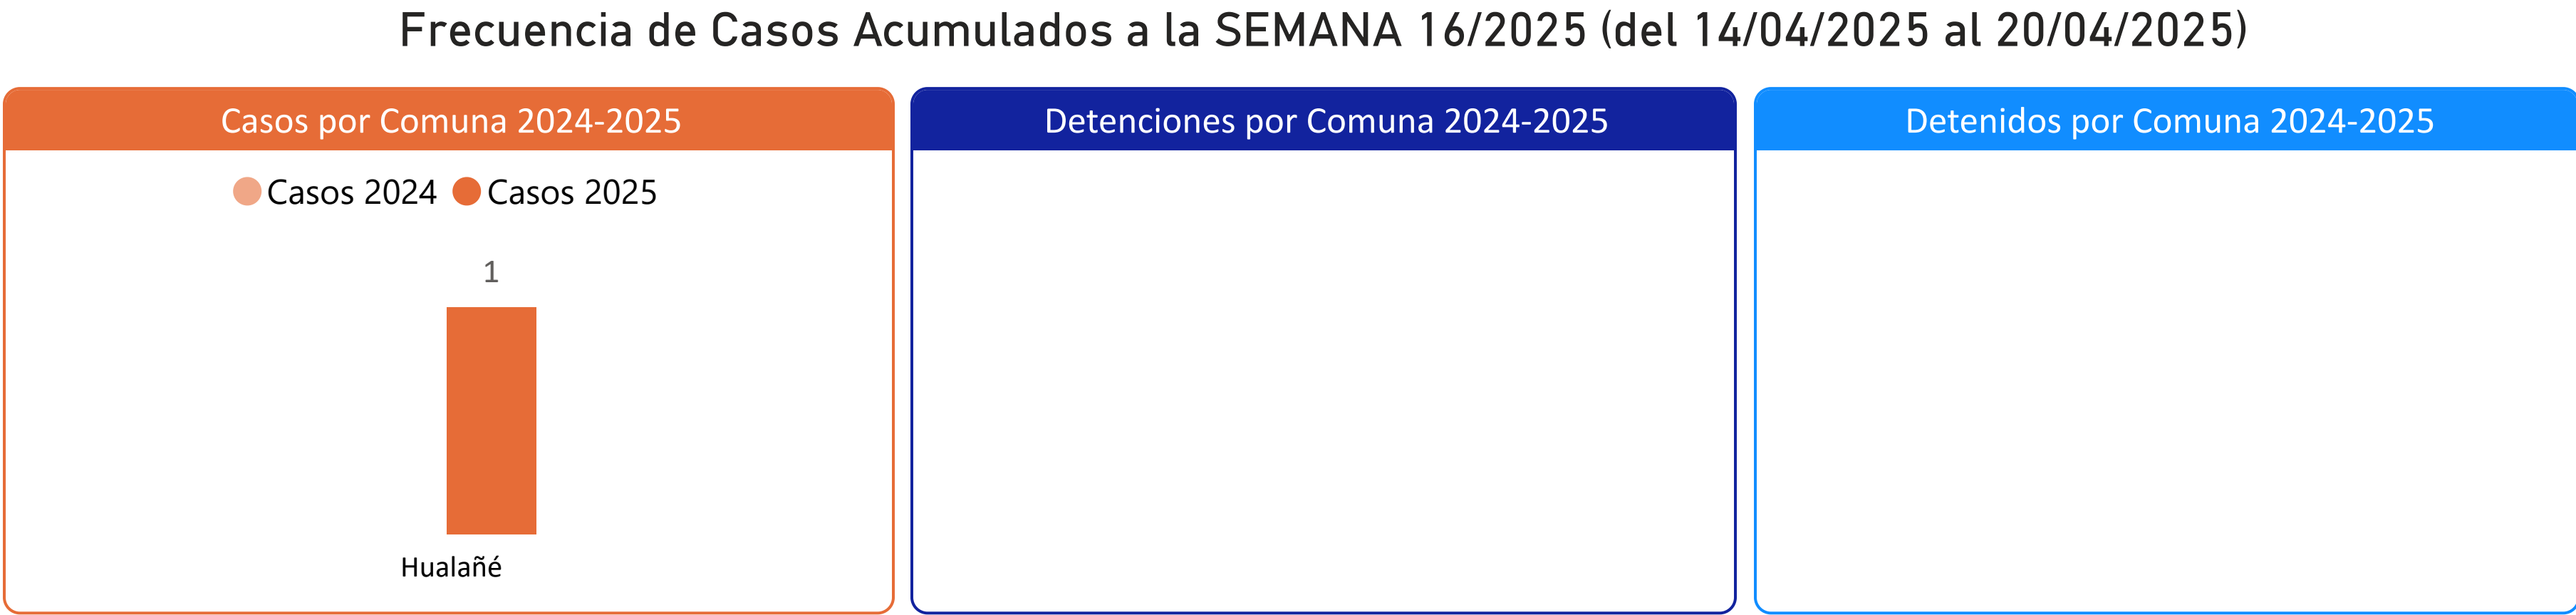 Frecuencia de Casos Acumulados a la SEMANA 16/2025 (del 14/04/2025 al 20/04/2025)
Casos por Comuna 2024-2025
Casos 2024 Casos 2025
1
Hualañé
Detenciones por Comuna 2024-2025
Detenidos por Comuna 2024-2025